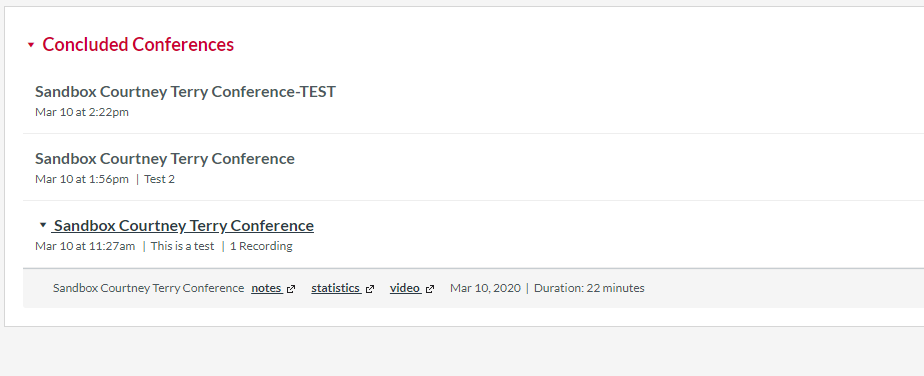 Concluded Conferences
Sandbox Courtney Terry Conference-TEST
Mar 10 at 2:22pm
Sandbox Courtney Terry Conference
Mar 10 at 1:56pm | Test 2
Sandbox Courtney Terry Conference
Mar 10 at 11:27am | This is a test | 1 Recording
Sandbox Courtney Terry Conference notes statistics video Mar 10, 2020 | Duration: 22 minutes